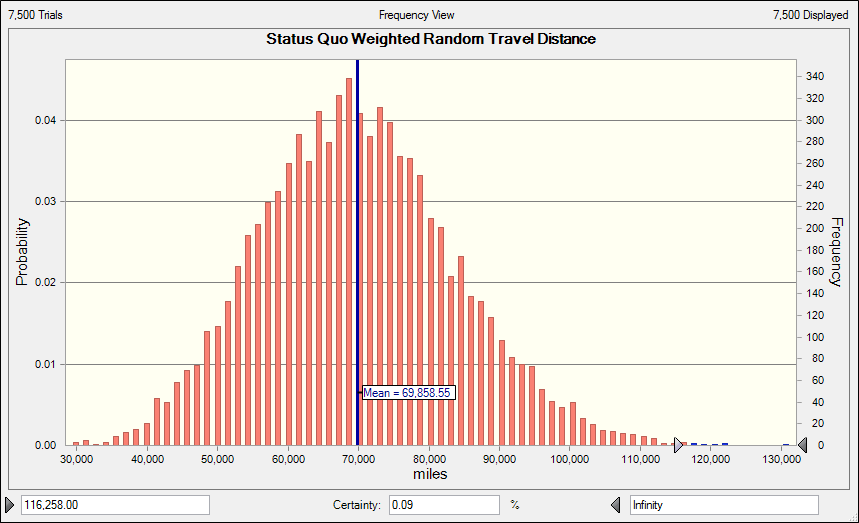 7,500 Trials Frequency View 7,500 Displayed
Status Quo Weighted Random Travel Distance
340
320
0.04 300
280
260
240
0.03 220
200
180
160
0.02 140
120
100
0.01 80
60
40
20
0.00 0
Probability
Frequency
Mean = 69,858.55
30,000 40,000 50,000 60,000 70,000 80,000 90,000 100,000 110,000 120,000 130,000
miles
116,258.00 Certainty: 0.09 % Infinity